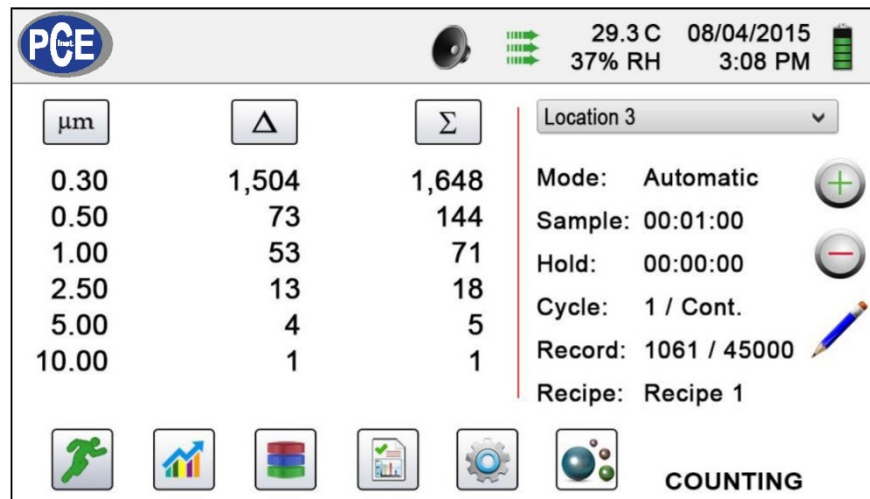 PCE Inst.
29.3 C 08/04/2015
37% RH 3:08 PM
µm Δ Σ
0.30 1,504 1,648
0.50 73 144
1.00 53 71
2.50 13 18
5.00 4 5
10.00 1 1
Location 3
Mode: Automatic
Sample: 00:01:00
Hold: 00:00:00
Cycle: 1 / Cont.
Record: 1061 / 45000
Recipe: Recipe 1
COUNTING